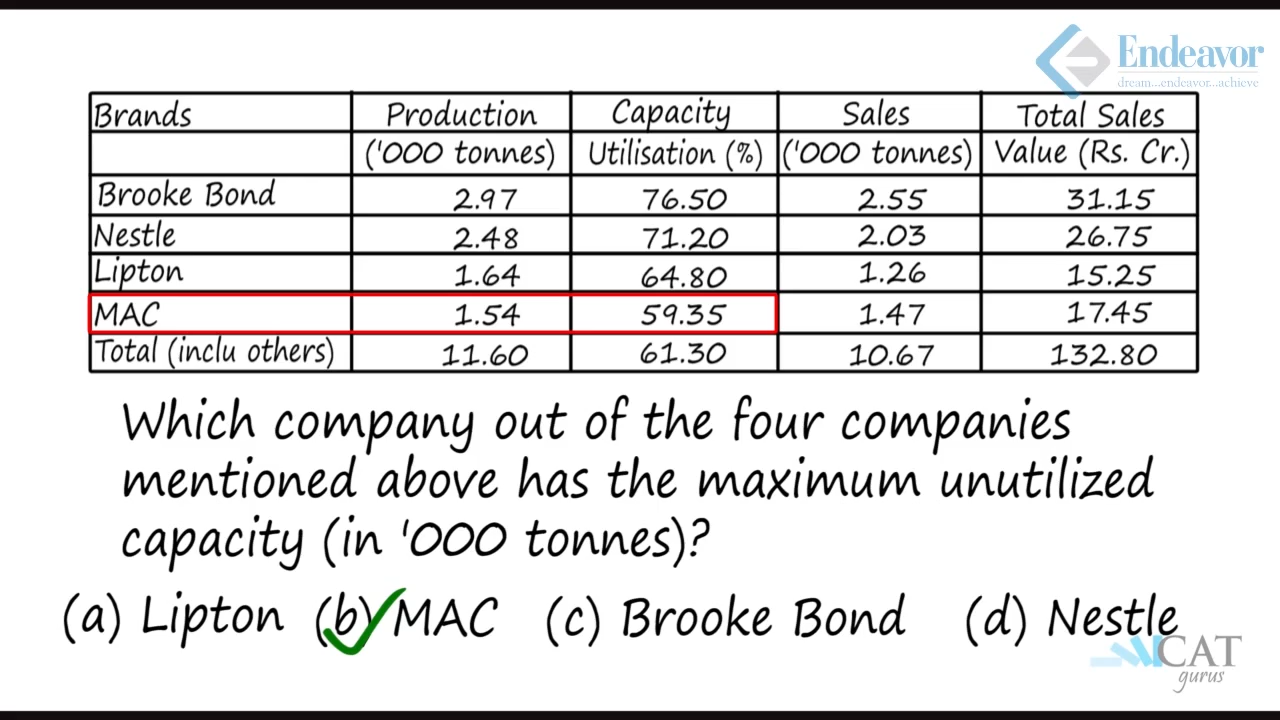 Endeavor
dream...endeavor...achieve
Brands Production Capacity Sales Total Sales
('000 tonnes) Utilisation (%) ('000 tonnes) Value (Rs. Cr.)
Brooke Bond 2.97 76.50 2.55 31.15
Nestle 2.48 71.20 2.03 26.75
Lipton 1.64 64.80 1.26 15.25
MAC 1.54 59.35 1.47 17.45
Total (inclu others) 11.60 61.30 10.67 132.80
Which company out of the four companies
mentioned above has the maximum unutilized
capacity (in '000 tonnes)?
(a) Lipton (b) MAC (c) Brooke Bond (d) Nestle
CAT
gurus